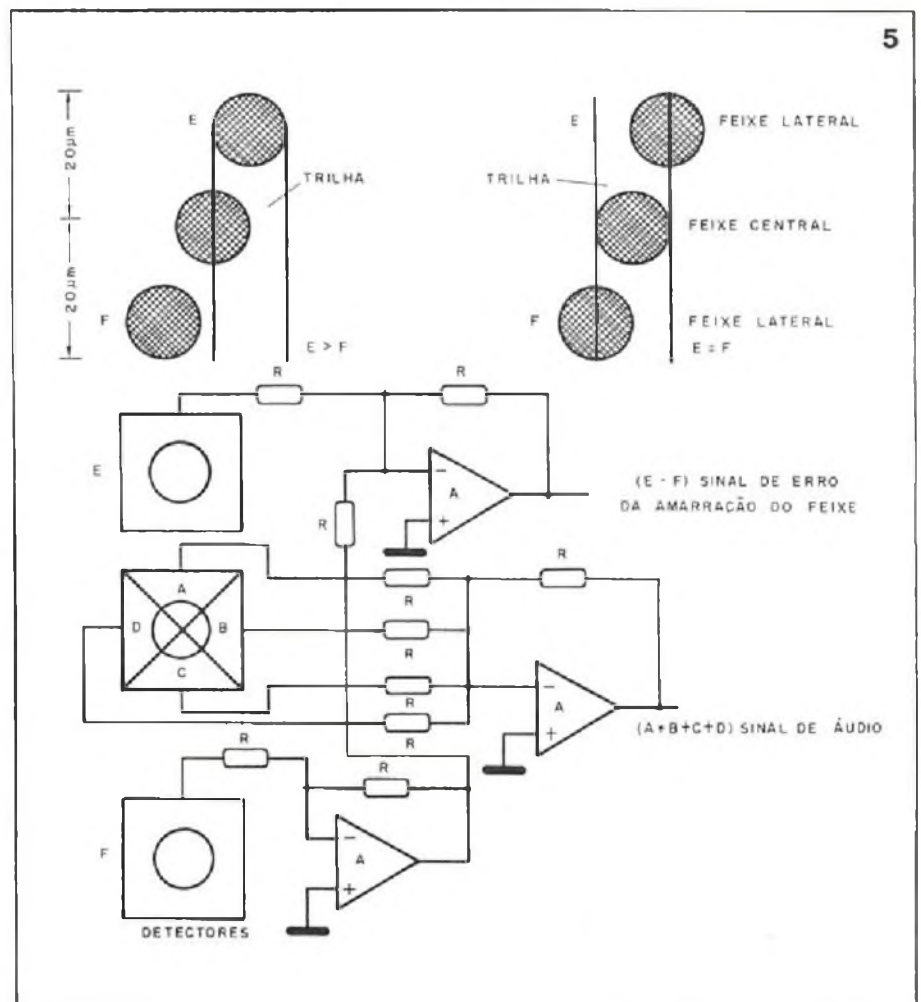 5
E
20µm
TRILHA
20µm
F
E > F
E
FEIXE LATERAL
TRILHA
FEIXE CENTRAL
F
FEIXE LATERAL
E = F
R
R
E
R
−
A
+
(E - F) SINAL DE ERRO
DA AMARRAÇÃO DO FEIXE
A
D
B
C
R
R
R
R
R
−
A
+
(A+B+C+D) SINAL DE ÁUDIO
R
R
F
−
A
+
DETECTORES